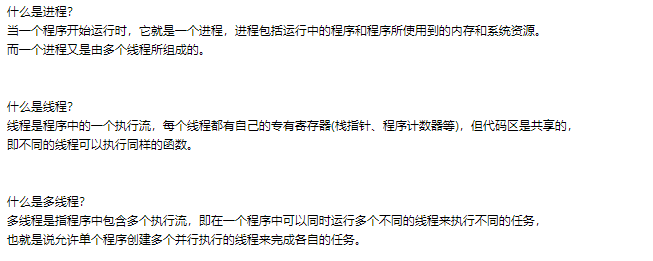 什么是进程?
当一个程序开始运行时，它就是一个进程，进程包括运行中的程序和程序所使用到的内存和系统资源。
而一个进程又是由多个线程所组成的。
什么是线程?
线程是程序中的一个执行流，每个线程都有自己的专有寄存器(栈指针、程序计数器等)，但代码区是共享的，
即不同的线程可以执行同样的函数。
什么是多线程?
多线程是指程序中包含多个执行流，即在一个程序中可以同时运行多个不同的线程来执行不同的任务，
也就是说允许单个程序创建多个并行执行的线程来完成各自的任务。